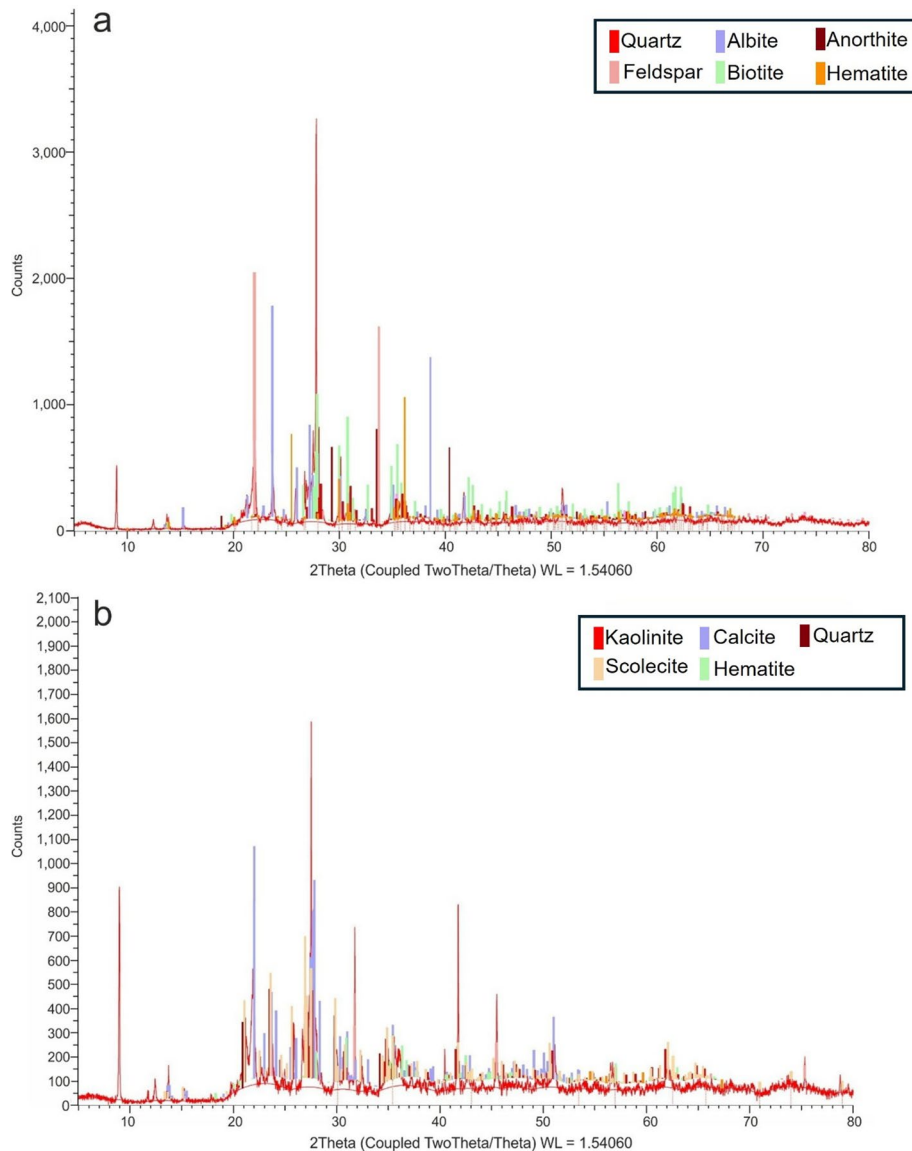 a
Quartz Albite Anorthite
Feldspar Biotite Hematite
4,000
3,000
2,000
1,000
0
Counts
10 20 30 40 50 60 70 80
2Theta (Coupled TwoTheta/Theta) WL = 1.54060
b
Kaolinite Calcite Quartz
Scolecite Hematite
2,100
2,000
1,900
1,800
1,700
1,600
1,500
1,400
1,300
1,200
1,100
1,000
900
800
700
600
500
400
300
200
100
0
Counts
10 20 30 40 50 60 70 80
2Theta (Coupled TwoTheta/Theta) WL = 1.54060